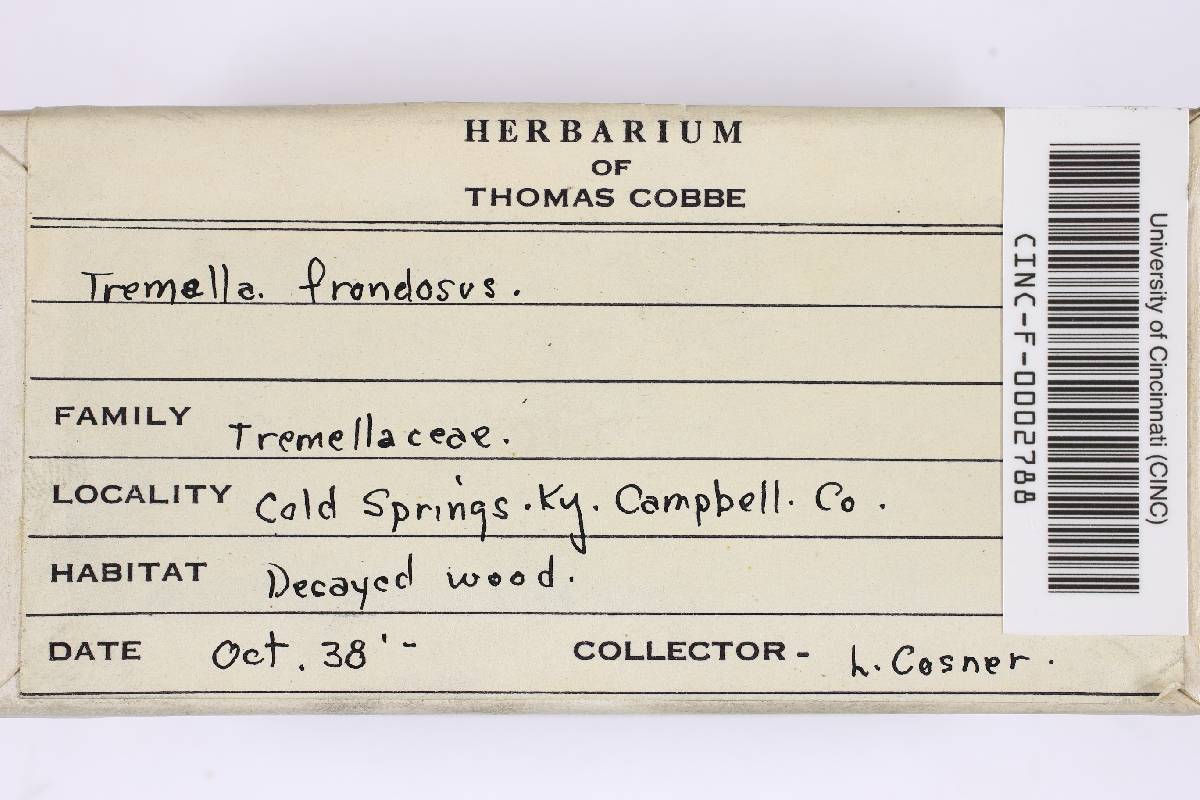 HERBARIUM
OF
THOMAS COBBE
Tremella. frondosus.
FAMILY Tremellaceae.
LOCALITY Cold Springs. Ky. Campbell. Co.
HABITAT Decayed wood.
DATE Oct. 38'- COLLECTOR - L. Cosner.
CINC-F-0002788
University of Cincinnati (CINC)